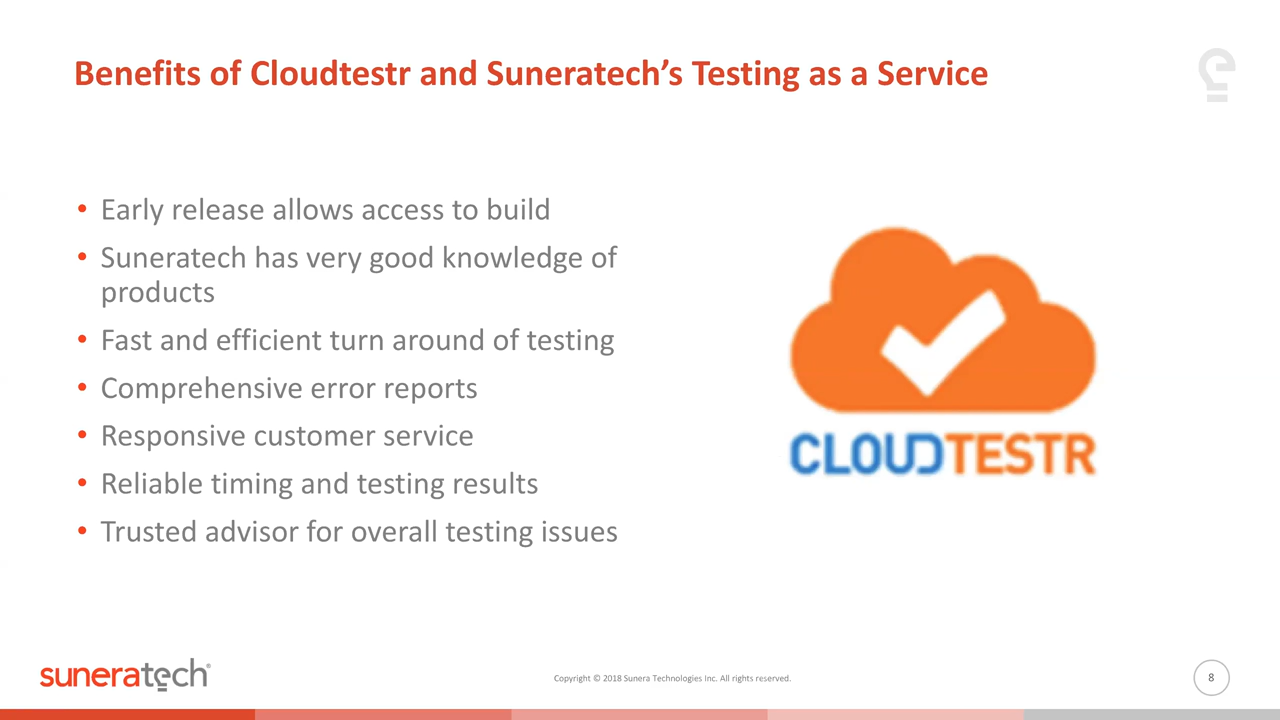 Benefits of Cloudtestr and Suneratech’s Testing as a Service
• Early release allows access to build
• Suneratech has very good knowledge of
products
• Fast and efficient turn around of testing
• Comprehensive error reports
• Responsive customer service
• Reliable timing and testing results
• Trusted advisor for overall testing issues
CLOUDTESTR
suneratech®
Copyright © 2018 Sunera Technologies Inc. All rights reserved.
8